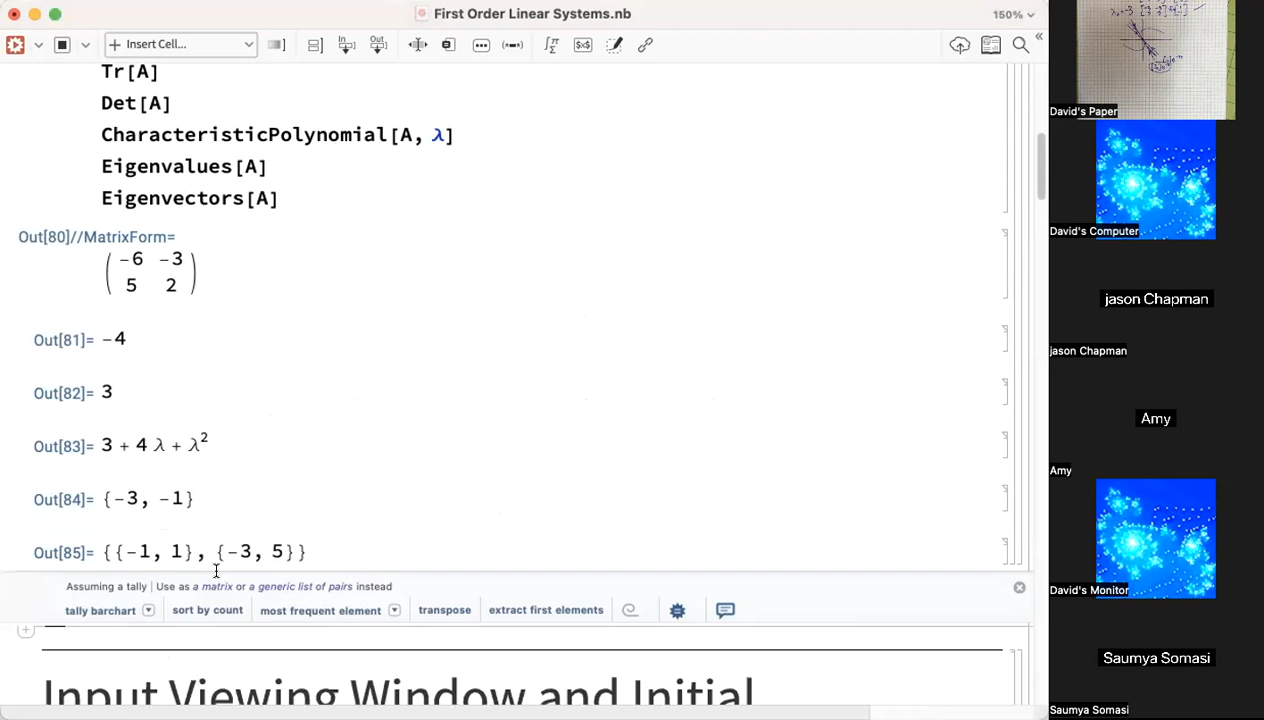 First Order Linear Systems.nb
150%
Insert Cell...
Tr[A]
Det[A]
CharacteristicPolynomial[A, λ]
Eigenvalues[A]
Eigenvectors[A]
Out[80]//MatrixForm=
-6 -3
5 2
Out[81]= -4
Out[82]= 3
Out[83]= 3 + 4 λ + λ²
Out[84]= {-3, -1}
Out[85]= {{-1, 1}, {-3, 5}}
Assuming a tally | Use as a matrix or a generic list of pairs instead
tally barchart
sort by count
most frequent element
transpose
extract first elements
Input Viewing Window and Initial
David's Paper
David's Computer
jason Chapman
jason Chapman
Amy
Amy
David's Monitor
Saumya Somasi
Saumya Somasi